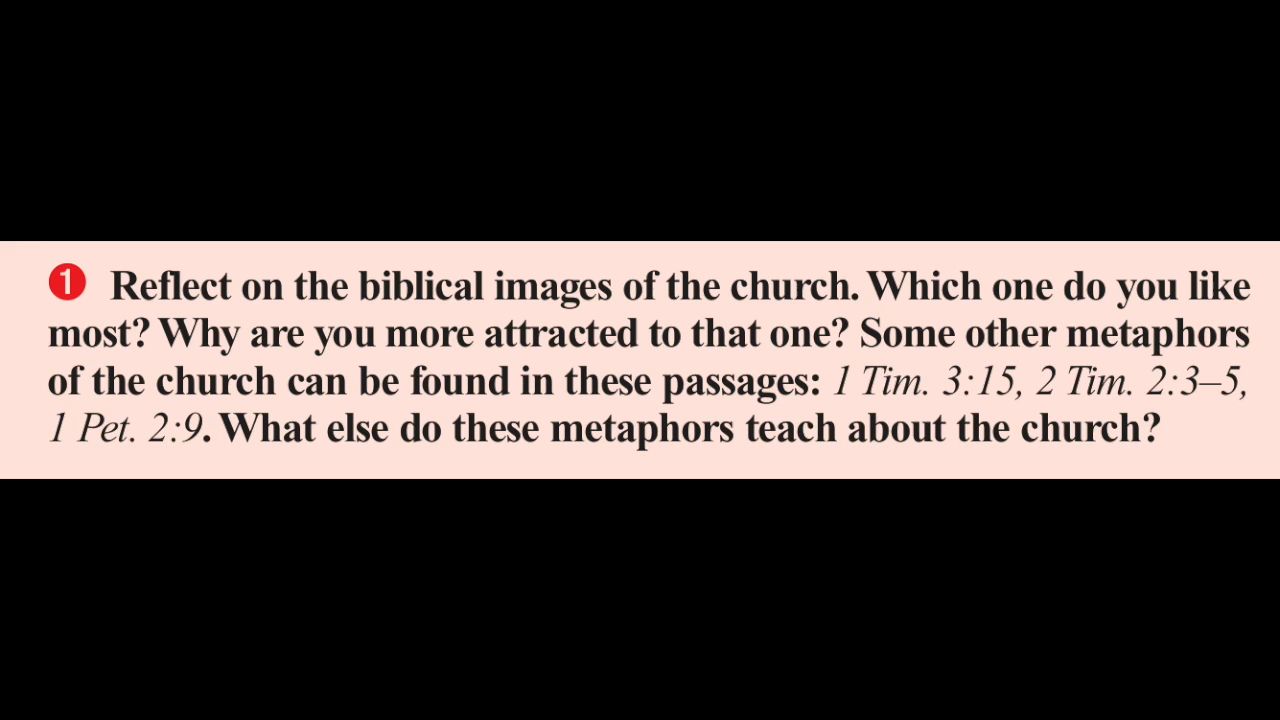 1 Reflect on the biblical images of the church. Which one do you like
most? Why are you more attracted to that one? Some other metaphors
of the church can be found in these passages: 1 Tim. 3:15, 2 Tim. 2:3–5,
1 Pet. 2:9. What else do these metaphors teach about the church?